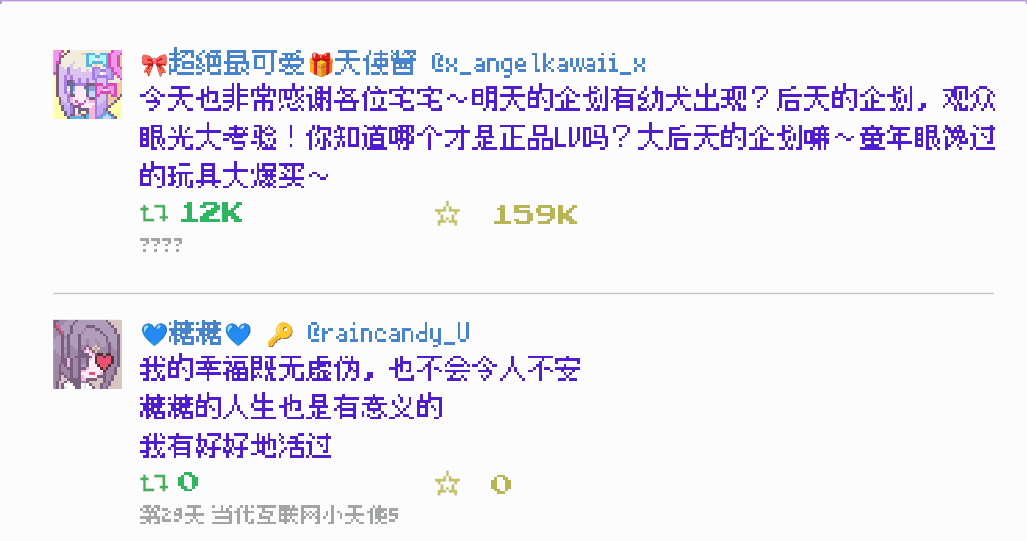 🎀超絕最可爱🎁天使醬 @x_angelkawaii_x
今天也非常感谢各位宅宅～明天的企划有幼犬出现？后天的企划，观众
眼光大考验！你知道哪个才是正品LV吗？大后天的企划嘛～童年眼馋过
的玩具大爆买～
12K 159K
????
💙糖糖💙 🔑 @raincandy_U
我的幸福既无虚伪，也不会令人不安
糖糖的人生也是有意义的
我有好好地活过
0 0
第29天 当代互联网小天使5